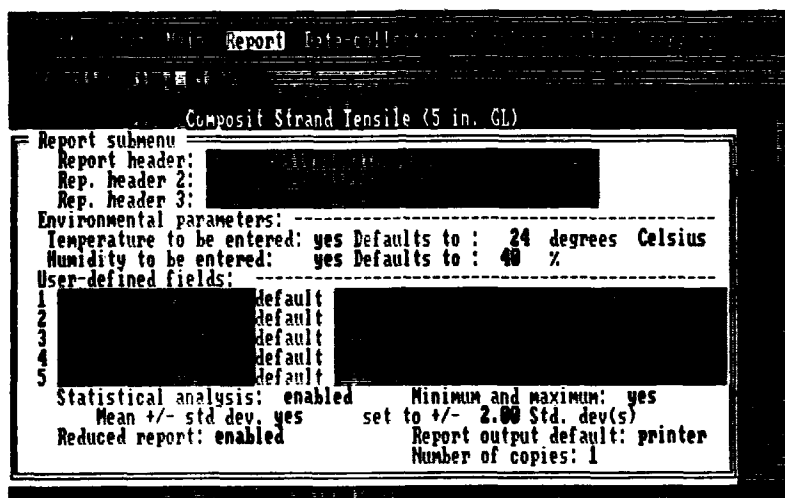 Main Report Data-collection
Composit Strand Tensile (5 in. GL)
Report submenu
Report header:
Rep. header 2:
Rep. header 3:
Environmental parameters:
Temperature to be entered: yes Defaults to : 24 degrees Celsius
Humidity to be entered: yes Defaults to : 40 %
User-defined fields:
1 default
2 default
3 default
4 default
5 default
Statistical analysis: enabled Minimum and maximum: yes
Mean +/- std dev. yes set to +/- 2.00 Std. dev(s)
Reduced report: enabled Report output default: printer
Number of copies: 1